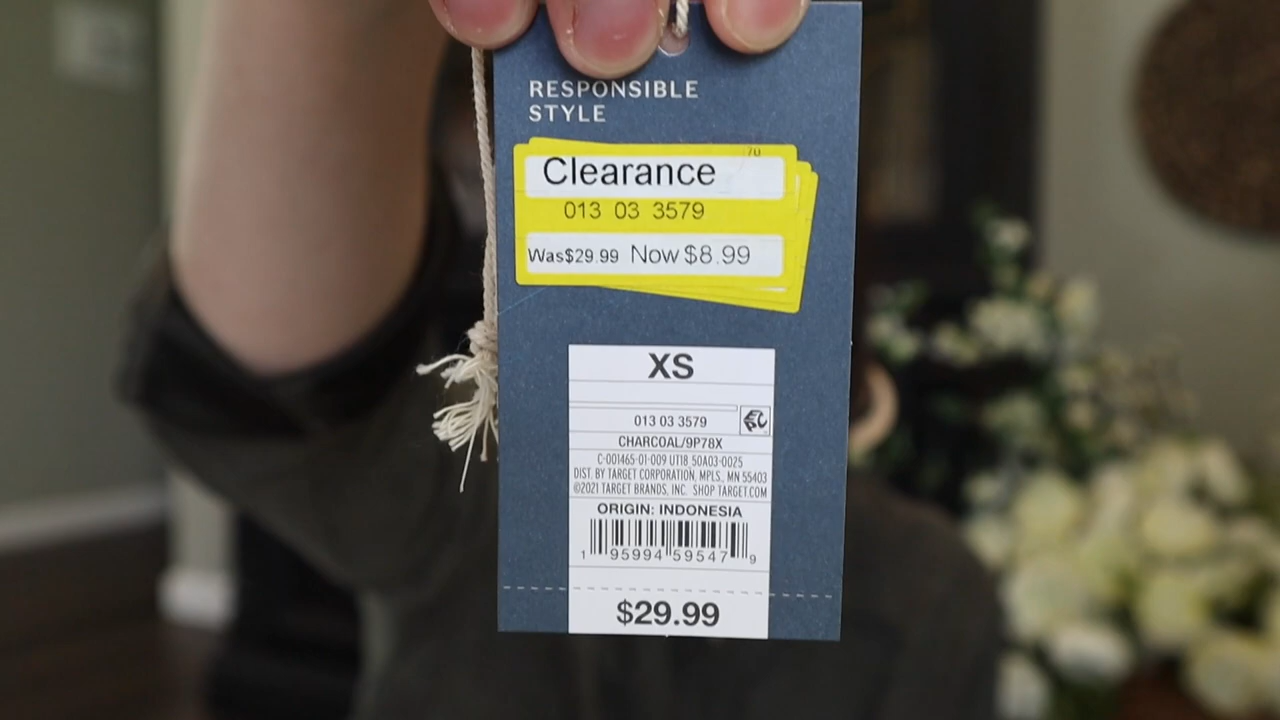 RESPONSIBLE
STYLE
70
Clearance
013 03 3579
Was$29.99 Now $8.99
XS
013 03 3579
CHARCOAL/9P78X
C-001465-01-009 UT18 50A03-0025
DIST. BY TARGET CORPORATION, MPLS., MN 55403
©2021 TARGET BRANDS, INC. SHOP TARGET.COM
ORIGIN: INDONESIA
1 95994 59547 9
$29.99